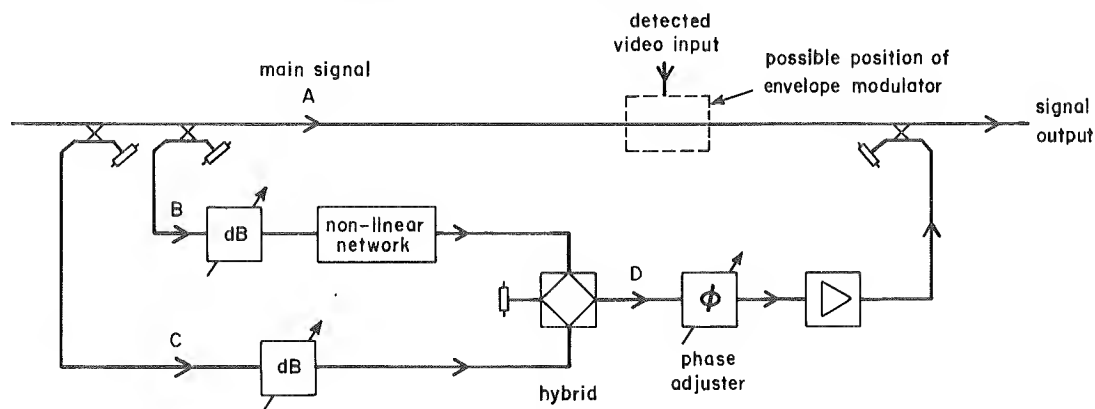 detected
video input
possible position of
envelope modulator
main signal
A
signal
output
B
dB
non-linear
network
D
ϕ
C
dB
hybrid
phase
adjuster